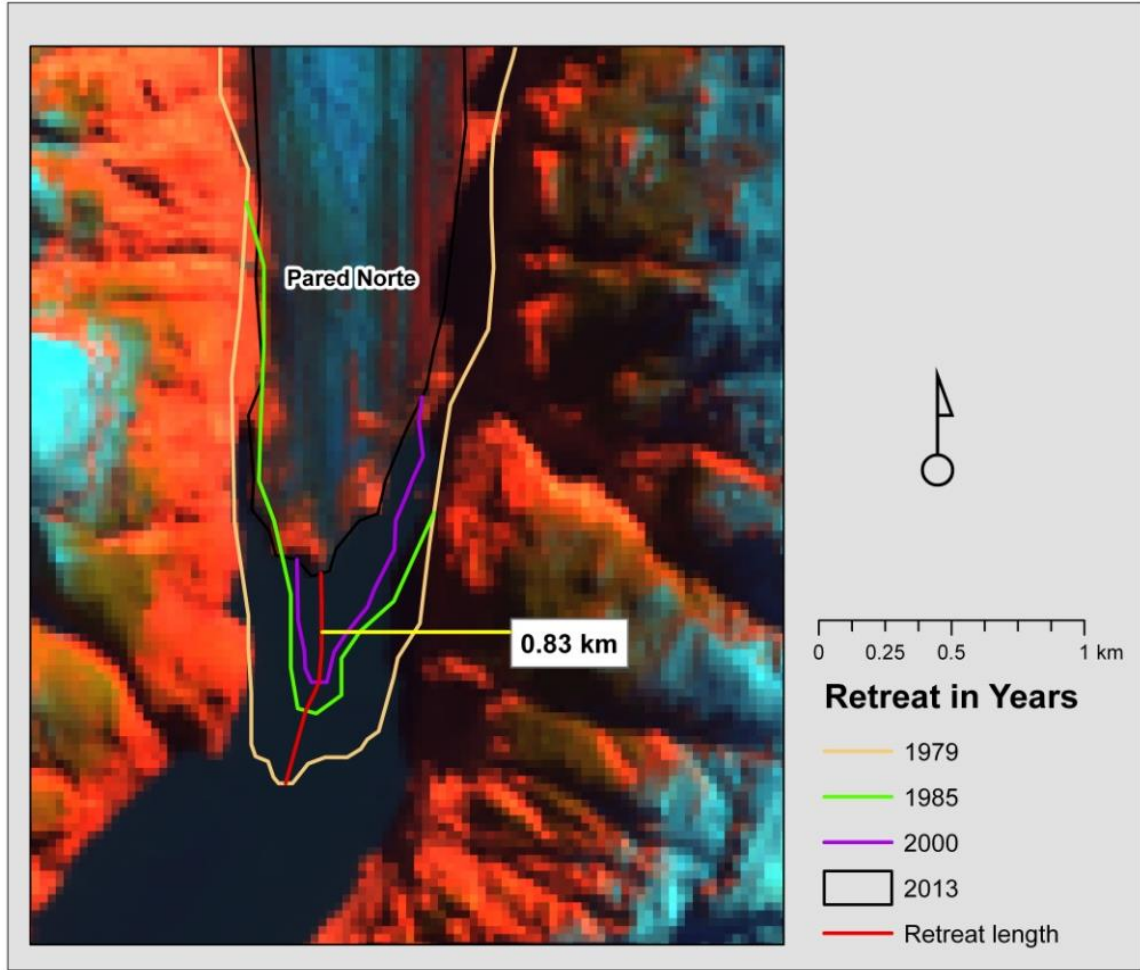 Pared Norte
0.83 km
0 0.25 0.5 1 km
Retreat in Years
1979
1985
2000
2013
Retreat length